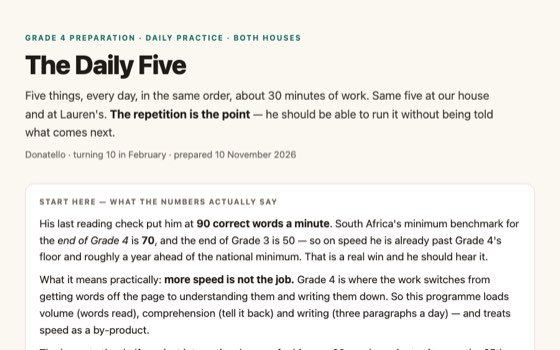 GRADE 4 PREPARATION · DAILY PRACTICE · BOTH HOUSES
The Daily Five
Five things, every day, in the same order, about 30 minutes of work. Same five at our house
and at Lauren's. The repetition is the point — he should be able to run it without being told
what comes next.
Donatello · turning 10 in February · prepared 10 November 2026
START HERE — WHAT THE NUMBERS ACTUALLY SAY
His last reading check put him at 90 correct words a minute. South Africa's minimum benchmark for
the end of Grade 4 is 70, and the end of Grade 3 is 50 — so on speed he is already past Grade 4's
floor and roughly a year ahead of the national minimum. That is a real win and he should hear it.
What it means practically: more speed is not the job. Grade 4 is where the work switches from
getting words off the page to understanding them and writing them down. So this programme loads
volume (words read), comprehension (tell it back) and writing (three paragraphs a day) — and treats
speed as a by-product.